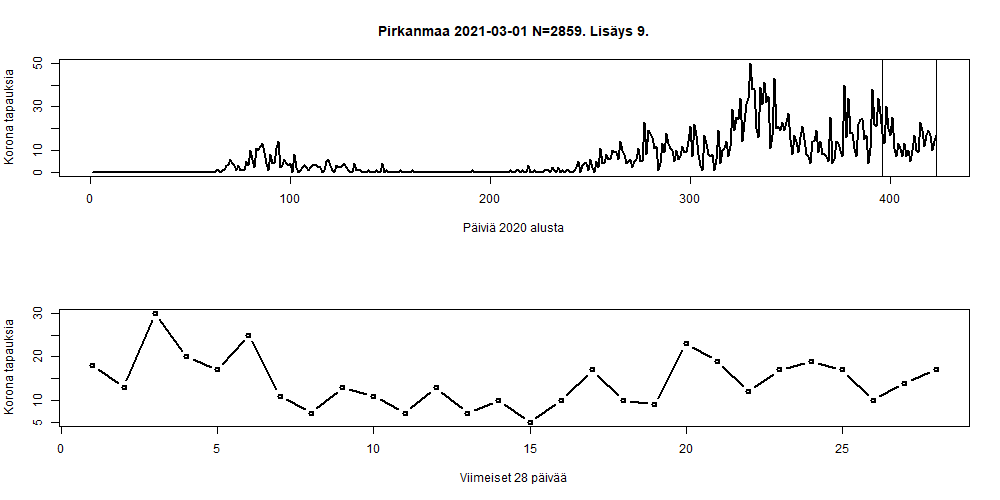 Pirkanmaa 2021-03-01 N=2859. Lisäys 9.
Korona tapauksia
50
30
10
0
0 100 200 300 400
Päiviä 2020 alusta
Korona tapauksia
30
20
10
5
0 5 10 15 20 25
Viimeiset 28 päivää